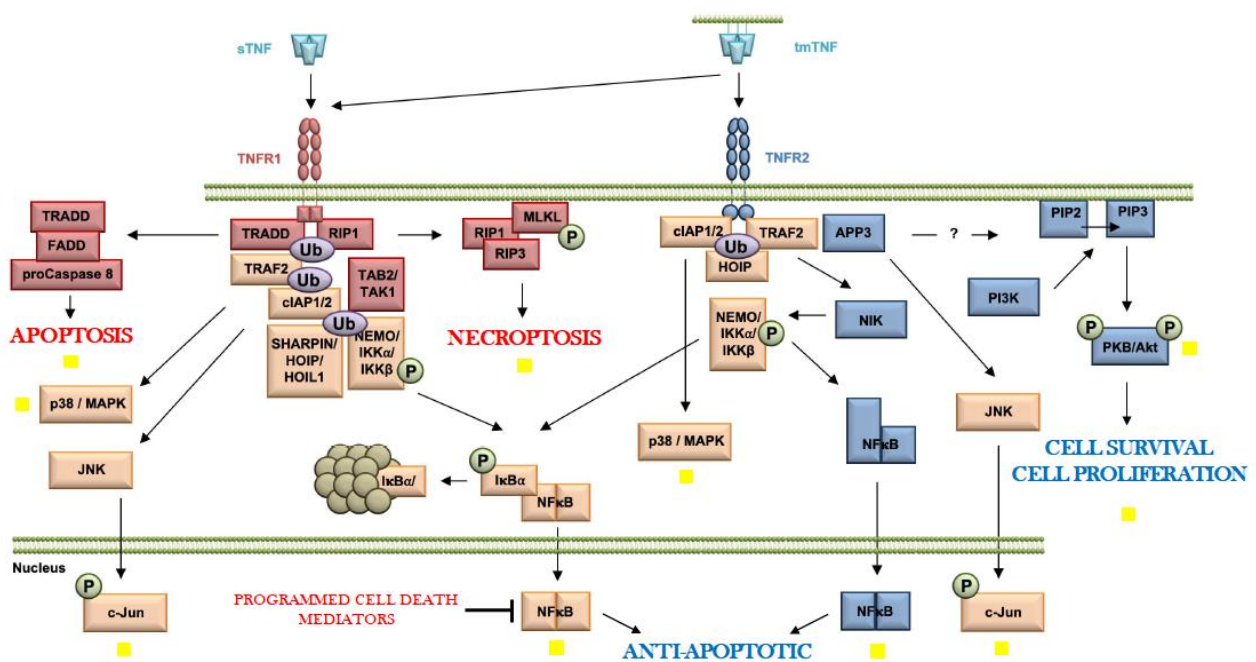 sTNF
tmTNF
TNFR1
TNFR2
TRADD
FADD
proCaspase 8
APOPTOSIS
TRADD
RIP1
Ub
TRAF2
Ub
cIAP1/2
TAB2/
TAK1
Ub
SHARPIN/
HOIP/
HOIL1
NEMO/
IKKα/
IKKβ
P
MLKL
RIP1
P
RIP3
NECROPTOSIS
cIAP1/2
TRAF2
Ub
HOIP
APP3
?
PIP2
PIP3
PI3K
NIK
NEMO/
IKKα/
IKKβ
P
P
P
PKB/Akt
CELL SURVIVAL
CELL PROLIFERATION
p38 / MAPK
JNK
IκBα/
P
IκBα
NFκB
p38 / MAPK
NFκB
JNK
Nucleus
P
c-Jun
PROGRAMMED CELL DEATH
MEDIATORS
NFκB
ANTI-APOPTOTIC
NFκB
P
c-Jun